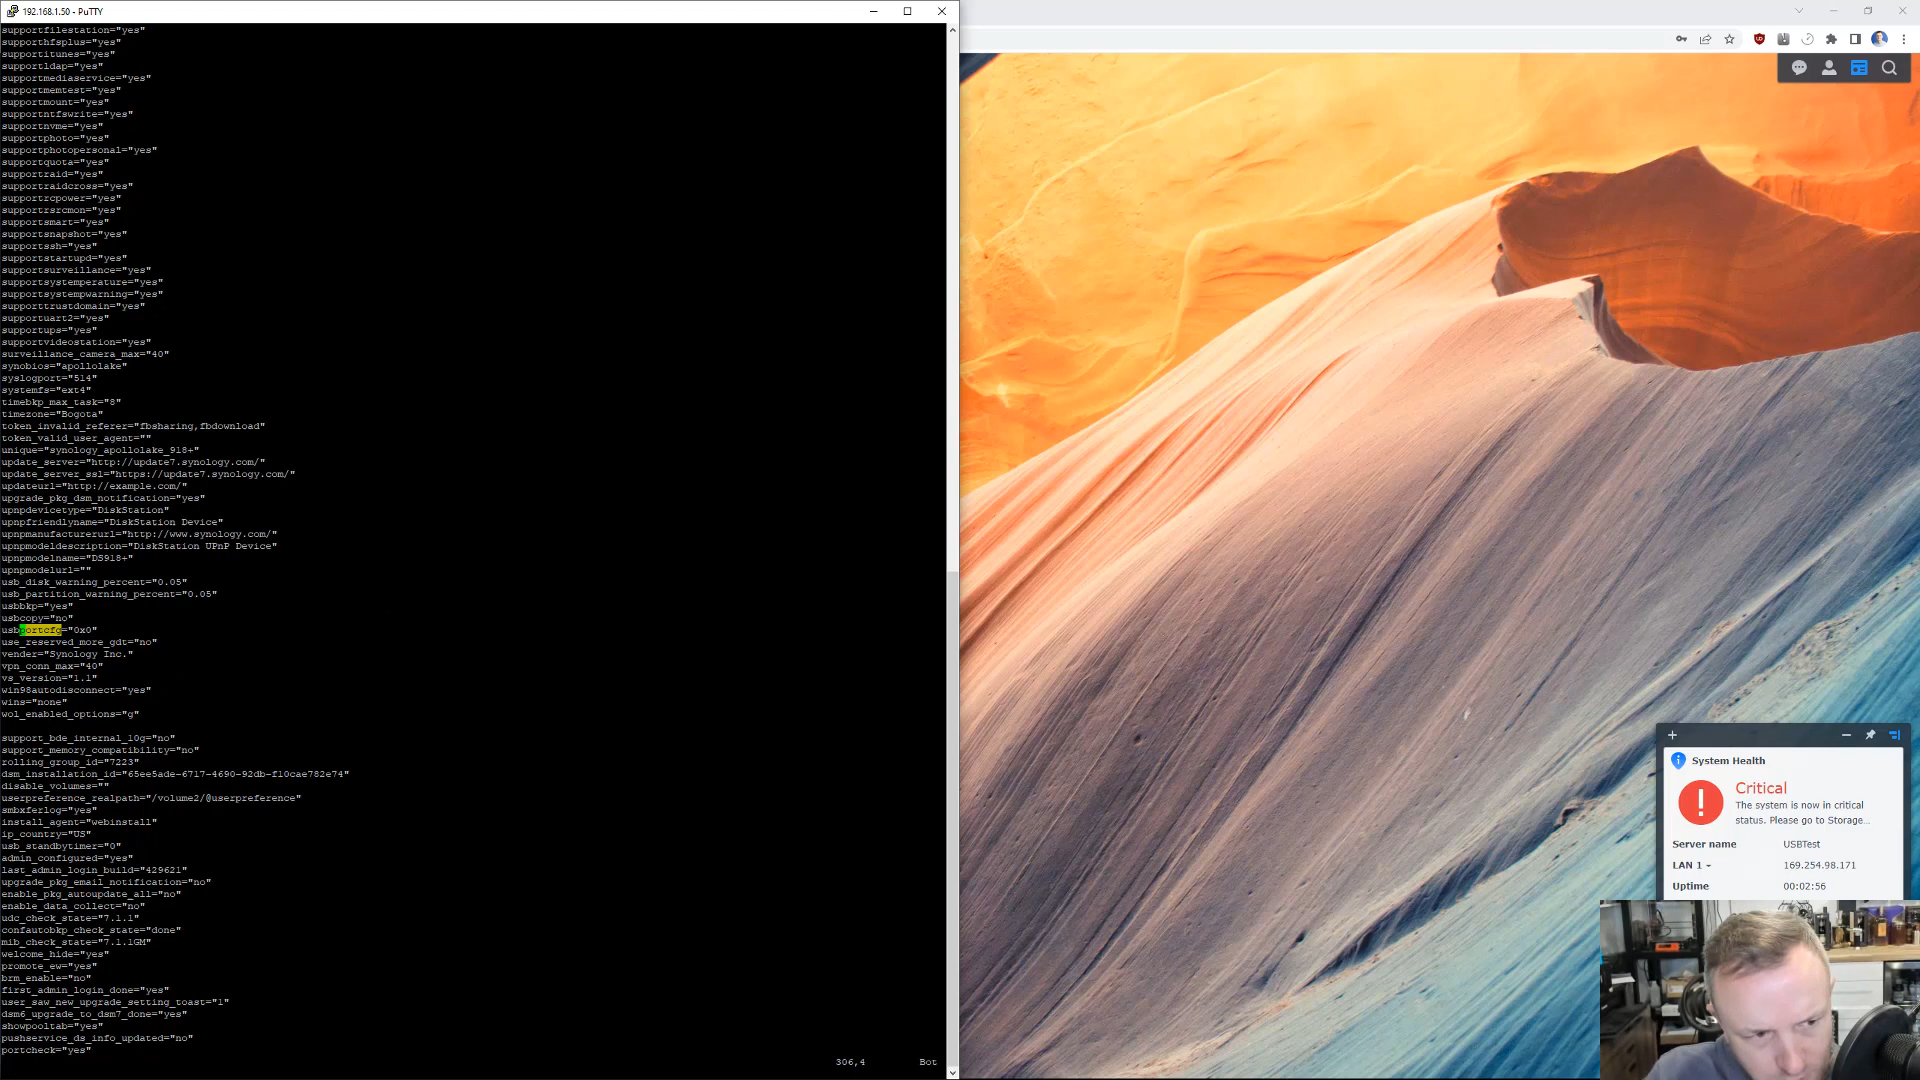 192.168.1.50 - PuTTY
supportfilestation="yes"
supporthfsplus="yes"
supportitunes="yes"
supportldap="yes"
supportmediaservice="yes"
supportmemtest="yes"
supportmount="yes"
supportntfswrite="yes"
supportnvme="yes"
supportphoto="yes"
supportphotopersonal="yes"
supportquota="yes"
supportraid="yes"
supportraidcross="yes"
supportrcpower="yes"
supportrsrcmon="yes"
supportsmart="yes"
supportsnapshot="yes"
supportssh="yes"
supportstartupd="yes"
supportsurveillance="yes"
supportsystemperature="yes"
supportsystempwarning="yes"
supporttrustdomain="yes"
supportuart2="yes"
supportups="yes"
supportvideostation="yes"
surveillance_camera_max="40"
synobios="apollolake"
syslogport="514"
systemfs="ext4"
timebkp_max_task="8"
timezone="Bogota"
token_invalid_referer="fbsharing,fbdownload"
token_valid_user_agent=""
unique="synology_apollolake_918+"
update_server="http://update7.synology.com/"
update_server_ssl="https://update7.synology.com/"
updateurl="http://example.com/"
upgrade_pkg_dsm_notification="yes"
upnpdevicetype="DiskStation"
upnpfriendlyname="DiskStation Device"
upnpmanufacturerurl="http://www.synology.com/"
upnpmodeldescription="DiskStation UPnP Device"
upnpmodelname="DS918+"
upnpmodelurl=""
usb_disk_warning_percent="0.05"
usb_partition_warning_percent="0.05"
usbbkp="yes"
usbcopy="no"
usbportcfg="0x0"
use_reserved_more_gdt="no"
vender="Synology Inc."
vpn_conn_max="40"
vs_version="1.1"
win98autodisconnect="yes"
wins="none"
wol_enabled_options="g"
support_bde_internal_10g="no"
support_memory_compatibility="no"
rolling_group_id="7223"
dsm_installation_id="65ee5ade-6717-4690-92db-f10cae782e74"
disable_volumes=""
userpreference_realpath="/volume2/@userpreference"
smbxferlog="yes"
install_agent="webinstall"
ip_country="US"
usb_standbytimer="0"
admin_configured="yes"
last_admin_login_build="429621"
upgrade_pkg_email_notification="no"
enable_pkg_autoupdate_all="no"
enable_data_collect="no"
udc_check_state="7.1.1"
confautobkp_check_state="done"
mib_check_state="7.1.1GM"
welcome_hide="yes"
promote_ew="yes"
brm_enable="no"
first_admin_login_done="yes"
user_saw_new_upgrade_setting_toast="1"
dsm6_upgrade_to_dsm7_done="yes"
showpooltab="yes"
pushservice_ds_info_updated="no"
portcheck="yes"
306,4 Bot
System Health
Critical
The system is now in critical
status. Please go to Storage...
Server name USBTest
LAN 1 169.254.98.171
Uptime 00:02:56